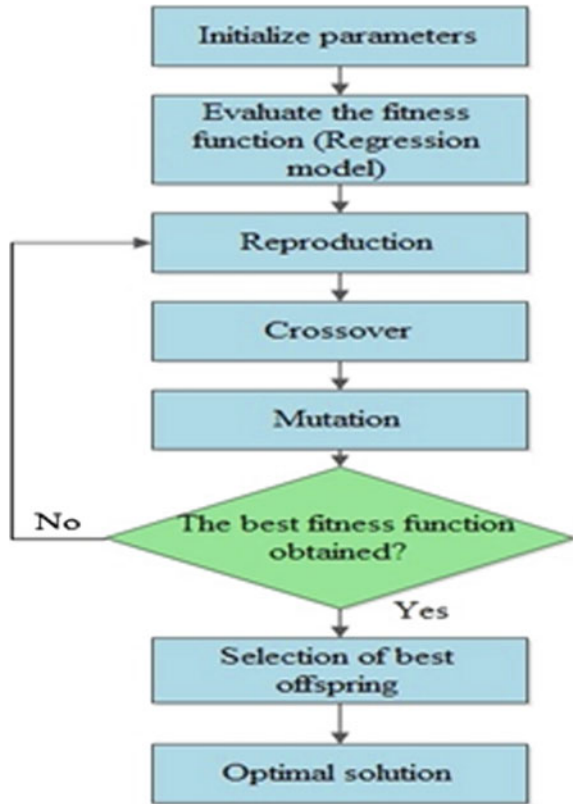 Initialize parameters
Evaluate the fitness
function (Regression
model)
Reproduction
Crossover
Mutation
The best fitness function
obtained?
No
Yes
Selection of best
offspring
Optimal solution